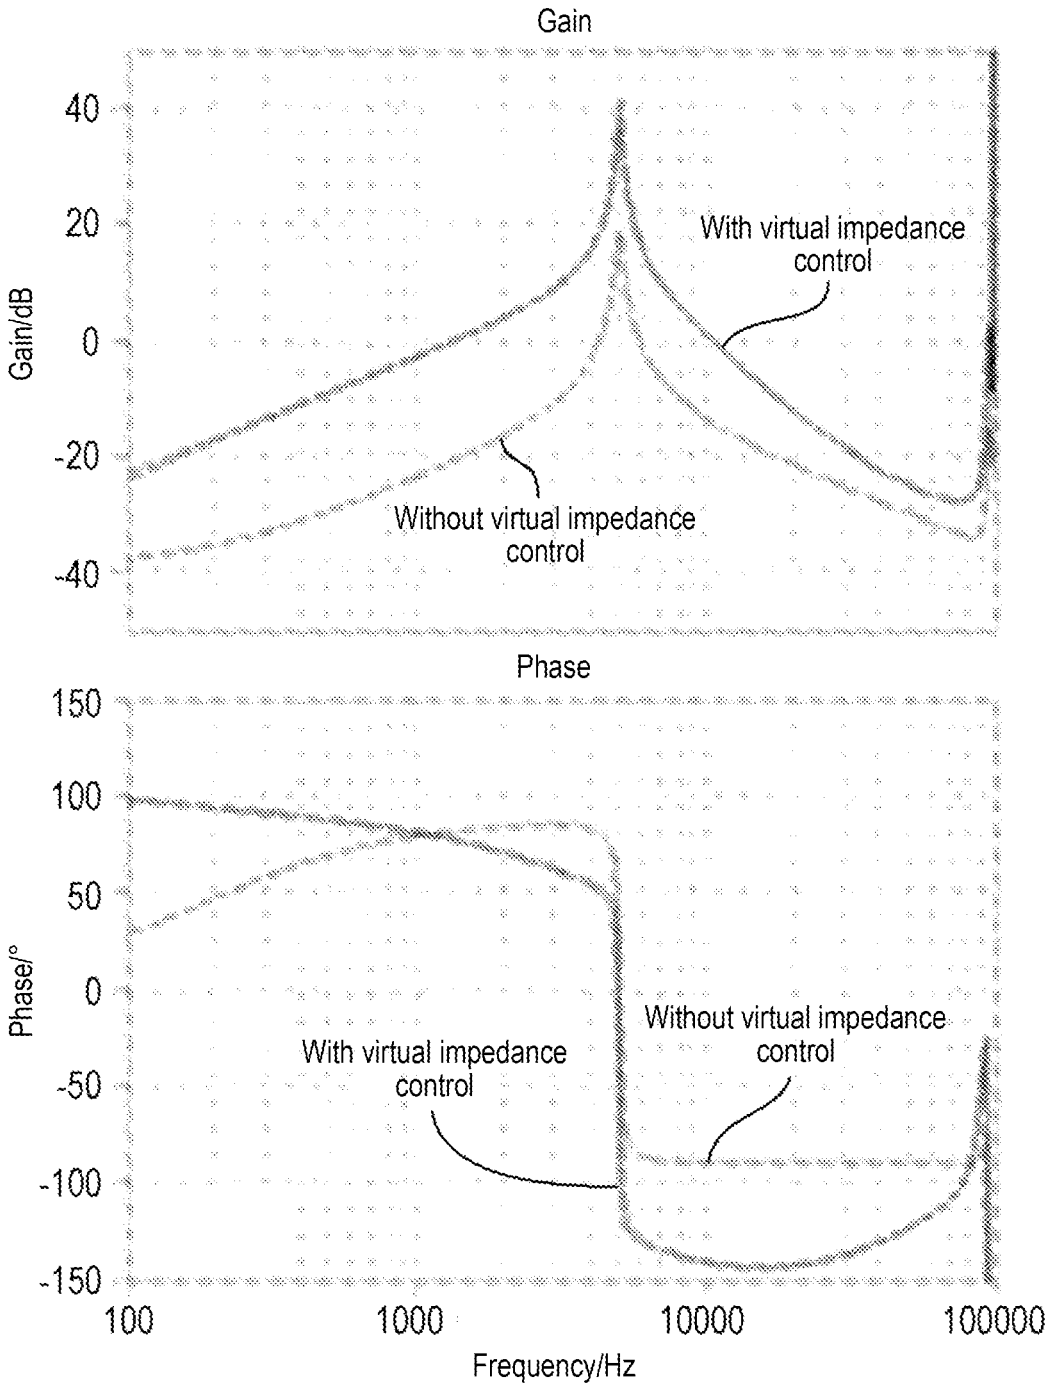 Gain
40
20
0
-20
-40
Gain/dB
With virtual impedance
control
Without virtual impedance
control
Phase
150
100
50
0
-50
-100
-150
Phase/°
Without virtual impedance
control
With virtual impedance
control
100
1000
10000
100000
Frequency/Hz